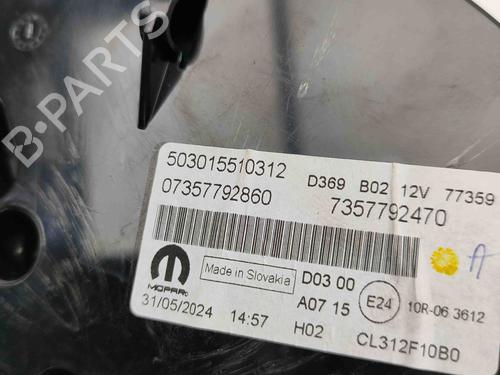 B-PARTS
503015510312 D369 B02 12V 77359
07357792860 7357792470
MOPAR Made in Slovakia D03 00
A07 15 E24 10R-06 3612
31/05/2024 14:57 H02 CL312F10B0
A